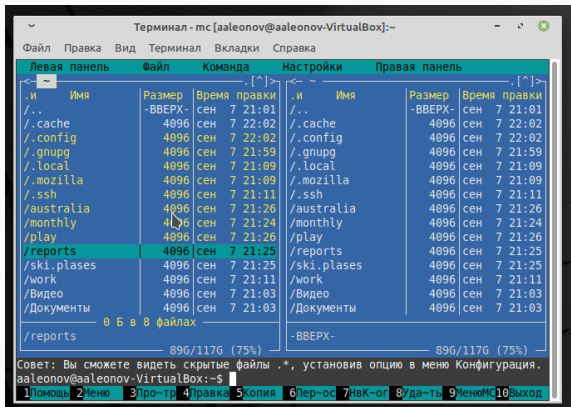 Терминал - mc [aaleonov@aaleonov-VirtualBox]:~
Файл Правка Вид Терминал Вкладки Справка
Левая панель Файл Команда Настройки Правая панель
<- ~ .[^]> <- ~ .[^]>
.и Имя Размер Время правки .и Имя Размер Время правки
/.. -ВВЕРХ- сен 7 21:01 /.. -ВВЕРХ- сен 7 21:01
/.cache 4096 сен 7 22:02 /.cache 4096 сен 7 22:02
/.config 4096 сен 7 22:02 /.config 4096 сен 7 22:02
/.gnupg 4096 сен 7 21:59 /.gnupg 4096 сен 7 21:59
/.local 4096 сен 7 21:09 /.local 4096 сен 7 21:09
/.mozilla 4096 сен 7 21:09 /.mozilla 4096 сен 7 21:09
/.ssh 4096 сен 7 21:11 /.ssh 4096 сен 7 21:11
/australia 4096 сен 7 21:26 /australia 4096 сен 7 21:26
/monthly 4096 сен 7 21:24 /monthly 4096 сен 7 21:24
/play 4096 сен 7 21:26 /play 4096 сен 7 21:26
/reports 4096 сен 7 21:25 /reports 4096 сен 7 21:25
/ski.plases 4096 сен 7 21:25 /ski.plases 4096 сен 7 21:25
/work 4096 сен 7 21:11 /work 4096 сен 7 21:11
/Видео 4096 сен 7 21:03 /Видео 4096 сен 7 21:03
/Документы 4096 сен 7 21:03 /Документы 4096 сен 7 21:03
0 Б в 8 файлах
/reports -ВВЕРХ-
89G/117G (75%) 89G/117G (75%)
Совет: Вы сможете видеть скрытые файлы .*, установив опцию в меню Конфигурация.
aaleonov@aaleonov-VirtualBox:~$
1Помощь 2Меню 3Про~тр 4Правка 5Копия 6Пер~ос 7НвК~ог 8Уда~ть 9МенюMC 10Выход